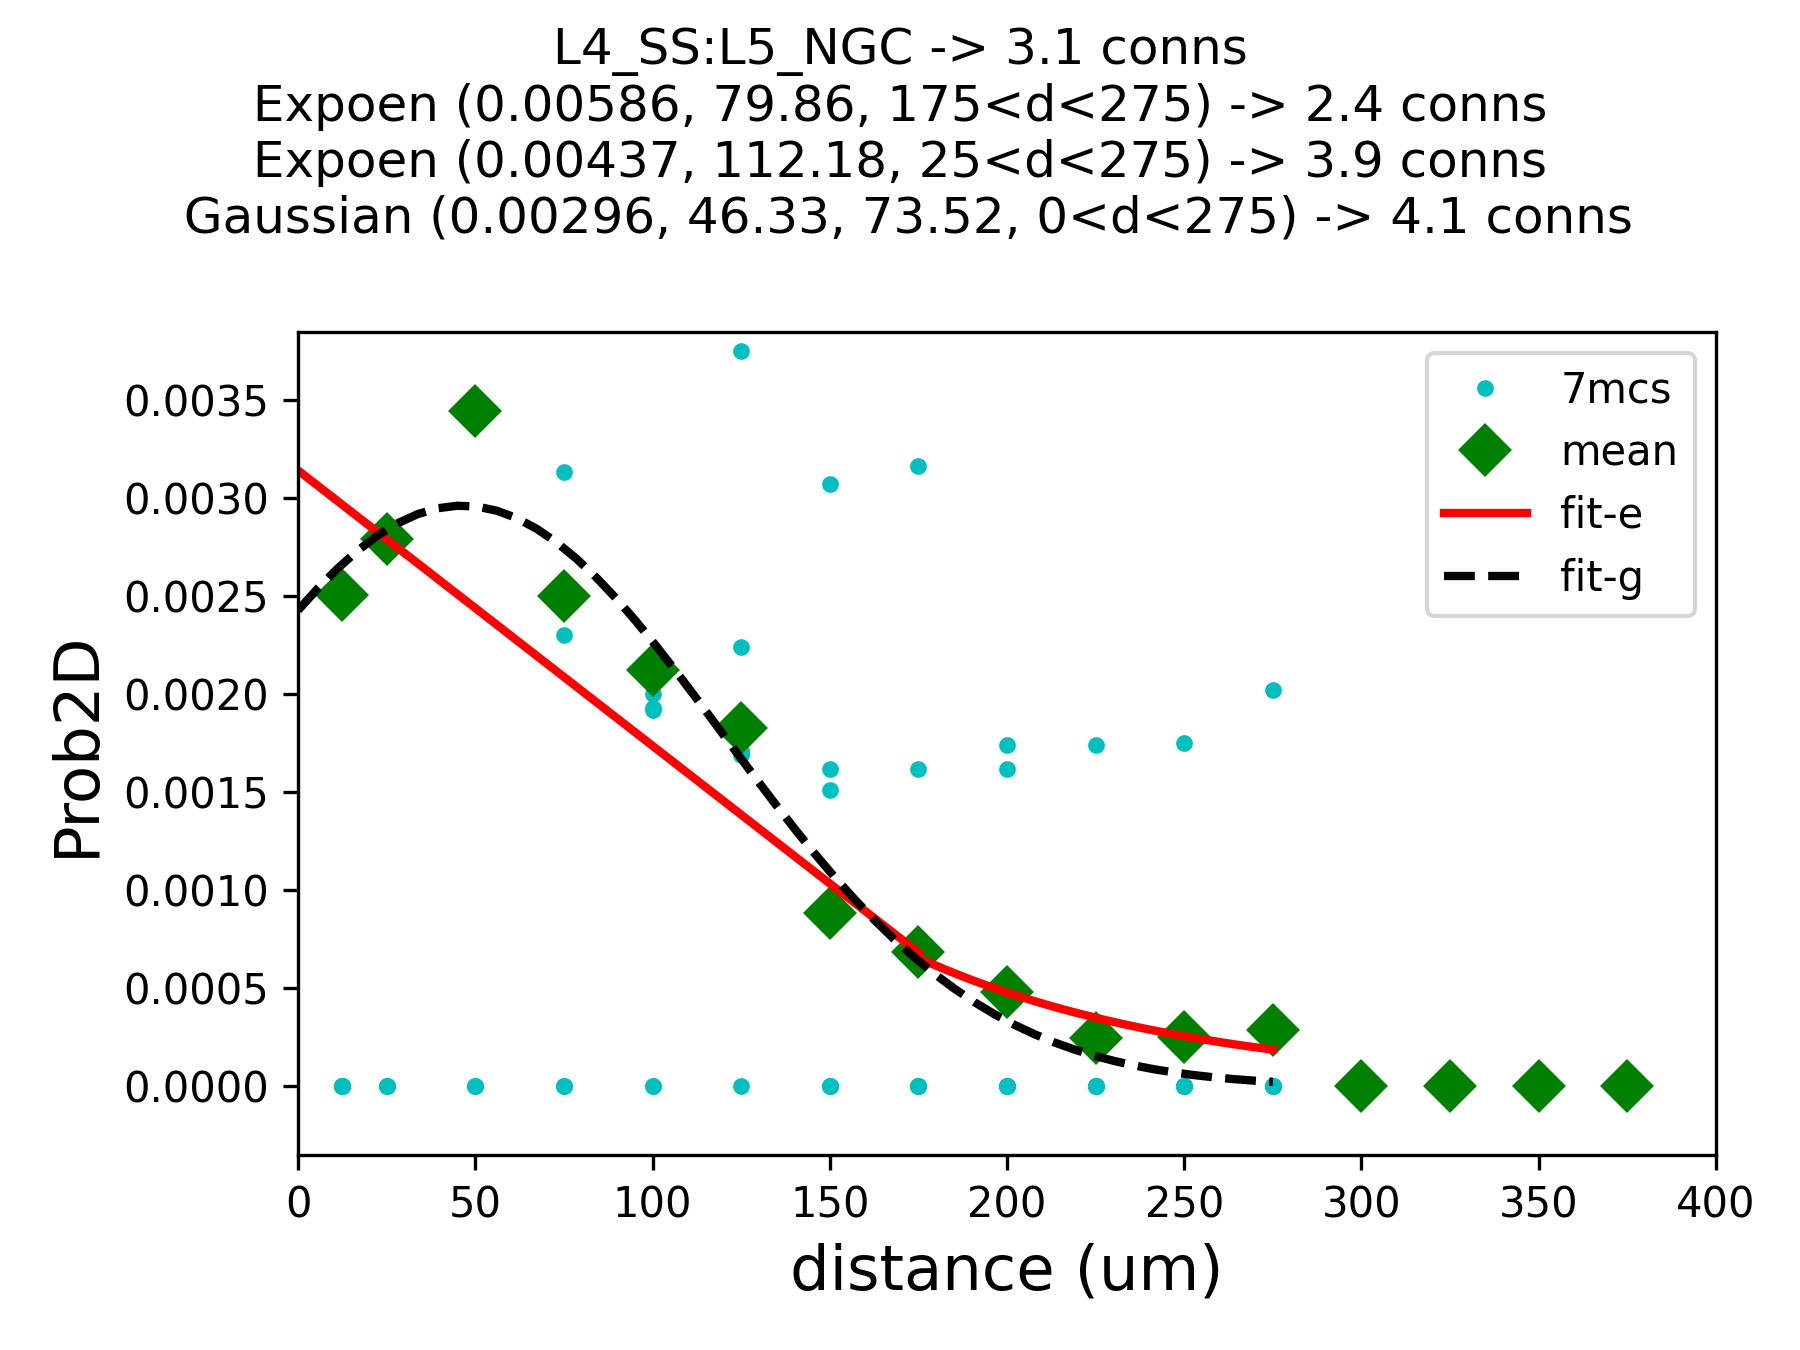 L4_SS:L5_NGC -> 3.1 conns
Expoen (0.00586, 79.86, 175<d<275) -> 2.4 conns
Expoen (0.00437, 112.18, 25<d<275) -> 3.9 conns
Gaussian (0.00296, 46.33, 73.52, 0<d<275) -> 4.1 conns
7mcs
mean
fit-e
fit-g
Prob2D
0.0035
0.0030
0.0025
0.0020
0.0015
0.0010
0.0005
0.0000
0 50 100 150 200 250 300 350 400
distance (um)